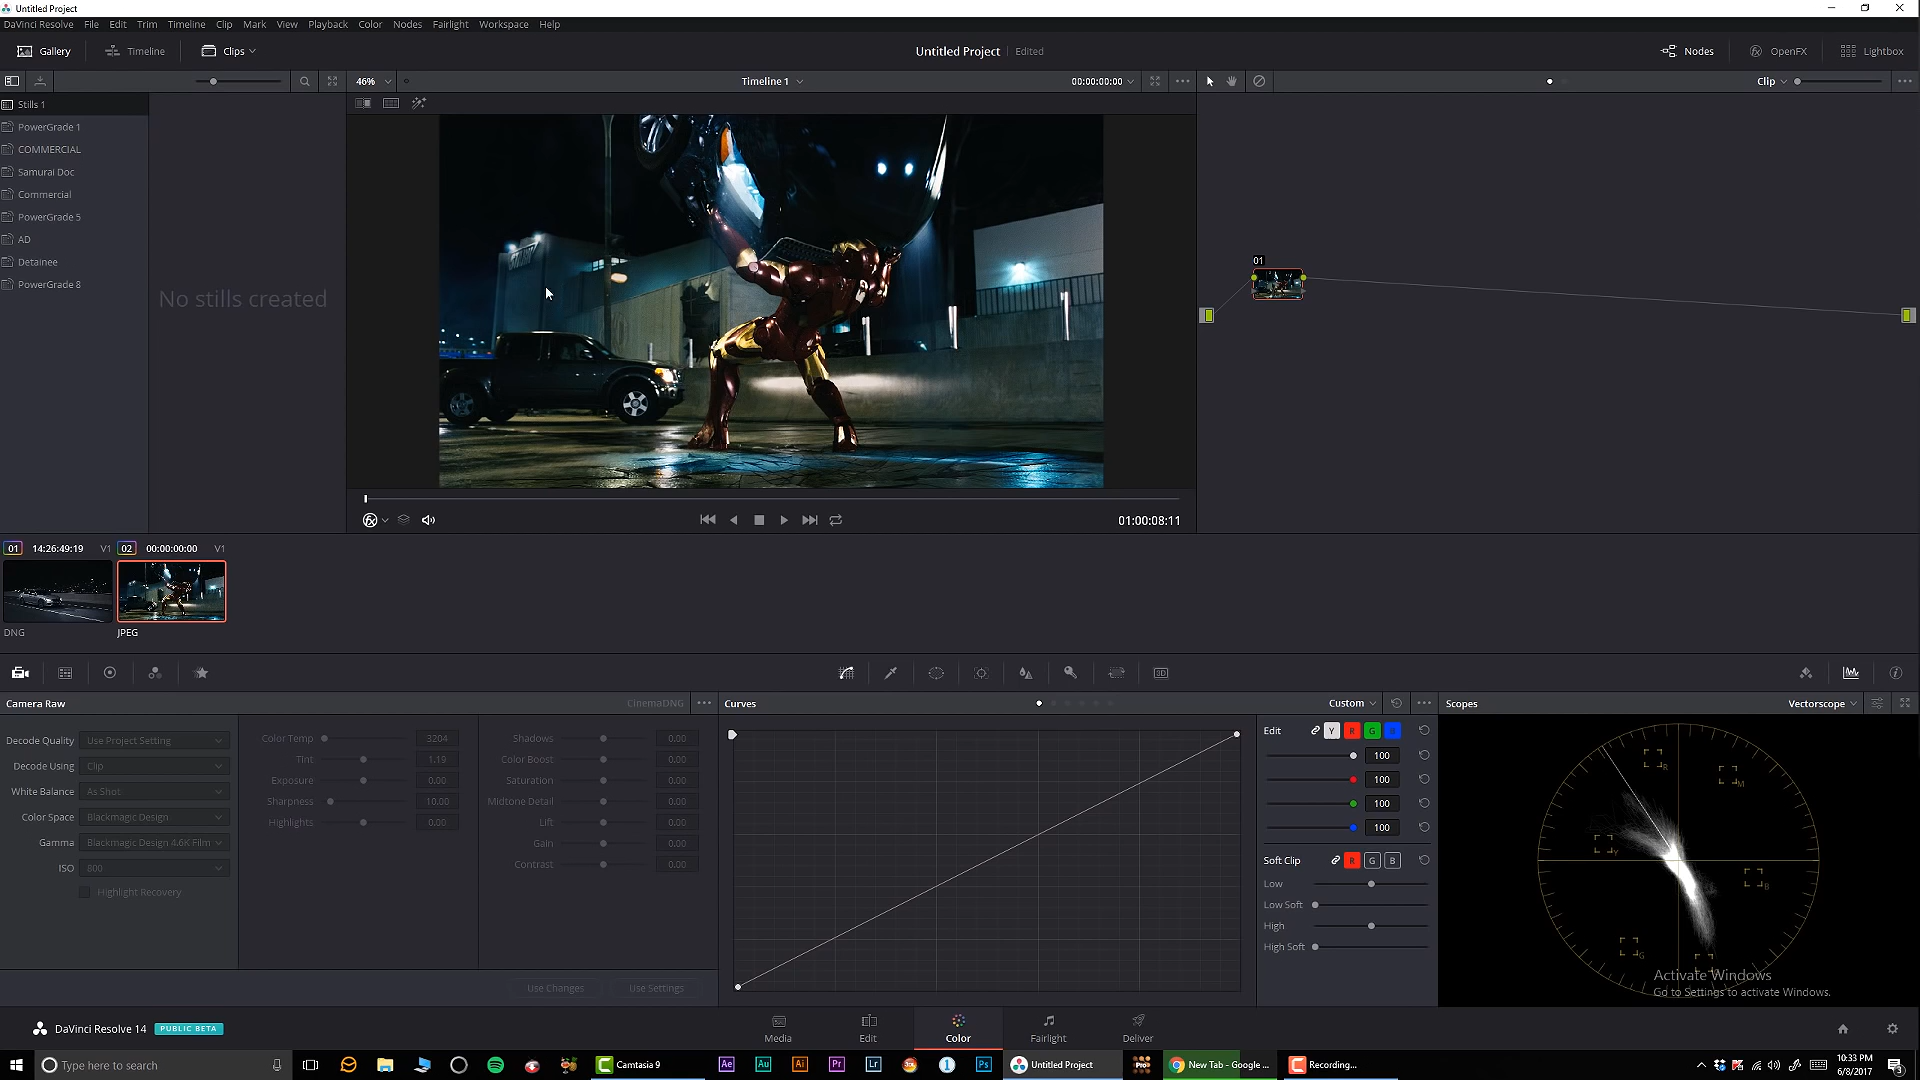 Untitled Project
DaVinci Resolve File Edit Trim Timeline Clip Mark View Playback Color Nodes Fairlight Workspace Help
Gallery Timeline Clips Untitled Project Edited Nodes OpenFX Lightbox
46% Timeline 1 00:00:00:00 Clip
Stills 1
PowerGrade 1
COMMERCIAL
Samurai Doc
Commercial
PowerGrade 5
AD
Detainee
PowerGrade 8
No stills created
01
01:00:08:11
01 14:26:49:19 V1 02 00:00:00:00 V1
DNG JPEG
Camera Raw CinemaDNG Curves Custom Scopes Vectorscope
Decode Quality Use Project Setting
Decode Using Clip
White Balance As Shot
Color Space Blackmagic Design
Gamma Blackmagic Design 4.6K Film
ISO 800
Highlight Recovery
Color Temp 3204
Tint 1.19
Exposure 0.00
Sharpness 10.00
Highlights 0.00
Shadows 0.00
Color Boost 0.00
Saturation 0.00
Midtone Detail 0.00
Lift 0.00
Gain 0.00
Contrast 0.00
Use Changes Use Settings
Edit Y R G B
100
100
100
100
Soft Clip R G B
Low
Low Soft
High
High Soft
R
M
Y
B
G
Activate Windows
Go to Settings to activate Windows.
DaVinci Resolve 14 PUBLIC BETA
Media Edit Color Fairlight Deliver
Type here to search Camtasia 9 Ae Au Ai Pr Lr Ps Untitled Project New Tab - Google ... Recording...
10:33 PM
6/8/2017
3